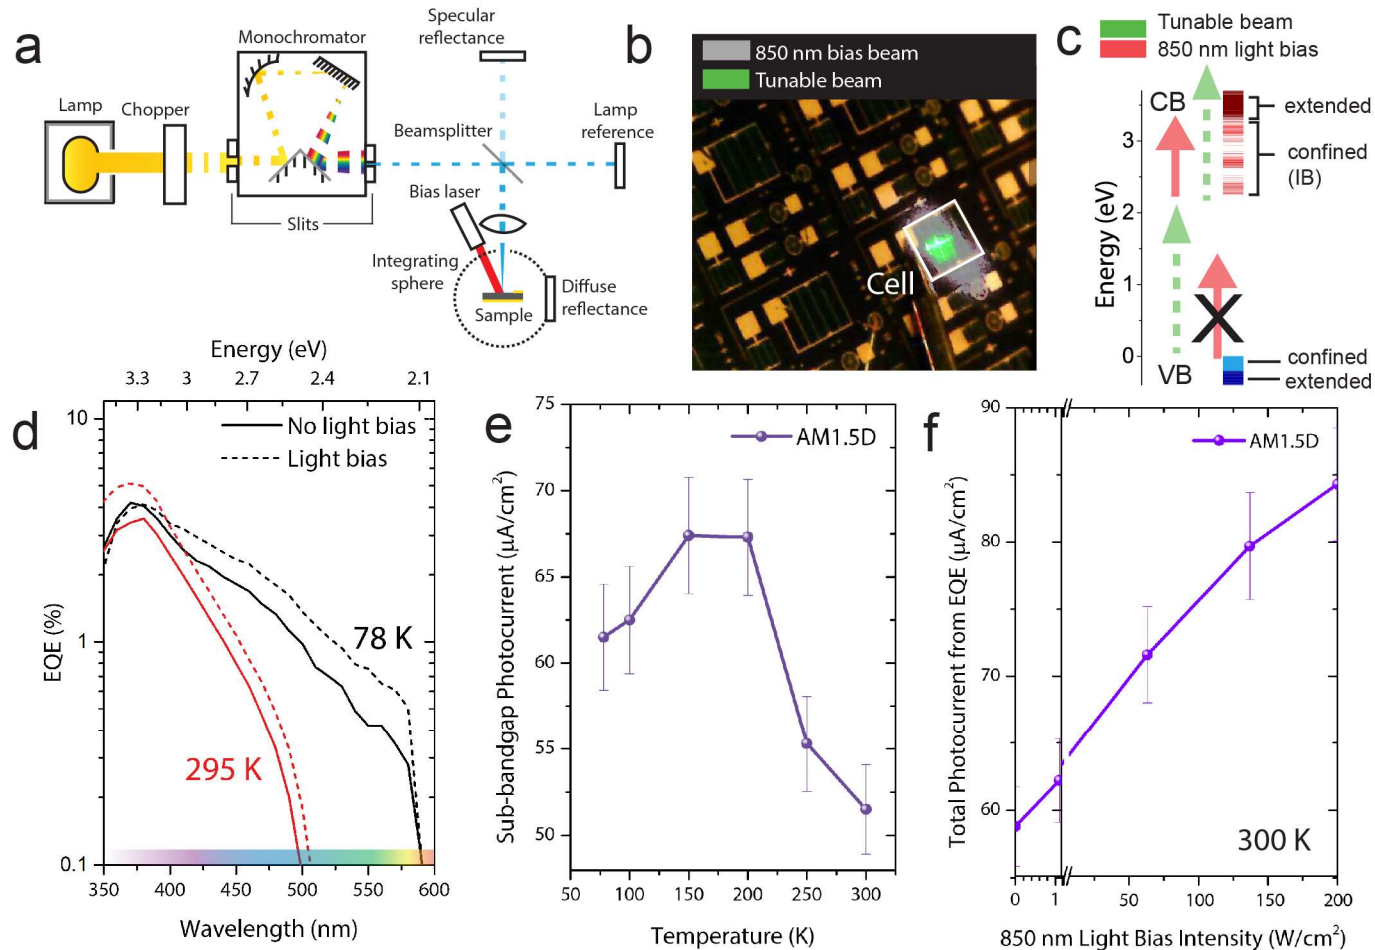 a
Lamp
Chopper
Monochromator
Slits
Specular
reflectance
Beamsplitter
Lamp
reference
Bias laser
Integrating
sphere
Sample
Diffuse
reflectance
b
850 nm bias beam
Tunable beam
Cell
c
Tunable beam
850 nm light bias
CB
VB
Energy (eV)
3
2
1
0
extended
confined
(IB)
confined
extended
d
Energy (eV)
3.3
3
2.7
2.4
2.1
No light bias
Light bias
78 K
295 K
EQE (%)
10
1
0.1
350
400
450
500
550
600
Wavelength (nm)
e
AM1.5D
Sub-bandgap Photocurrent (μA/cm²)
75
70
65
60
55
50
50
100
150
200
250
300
Temperature (K)
f
AM1.5D
Total Photocurrent from EQE (μA/cm²)
90
80
70
60
300 K
0
1
50
100
150
200
850 nm Light Bias Intensity (W/cm²)